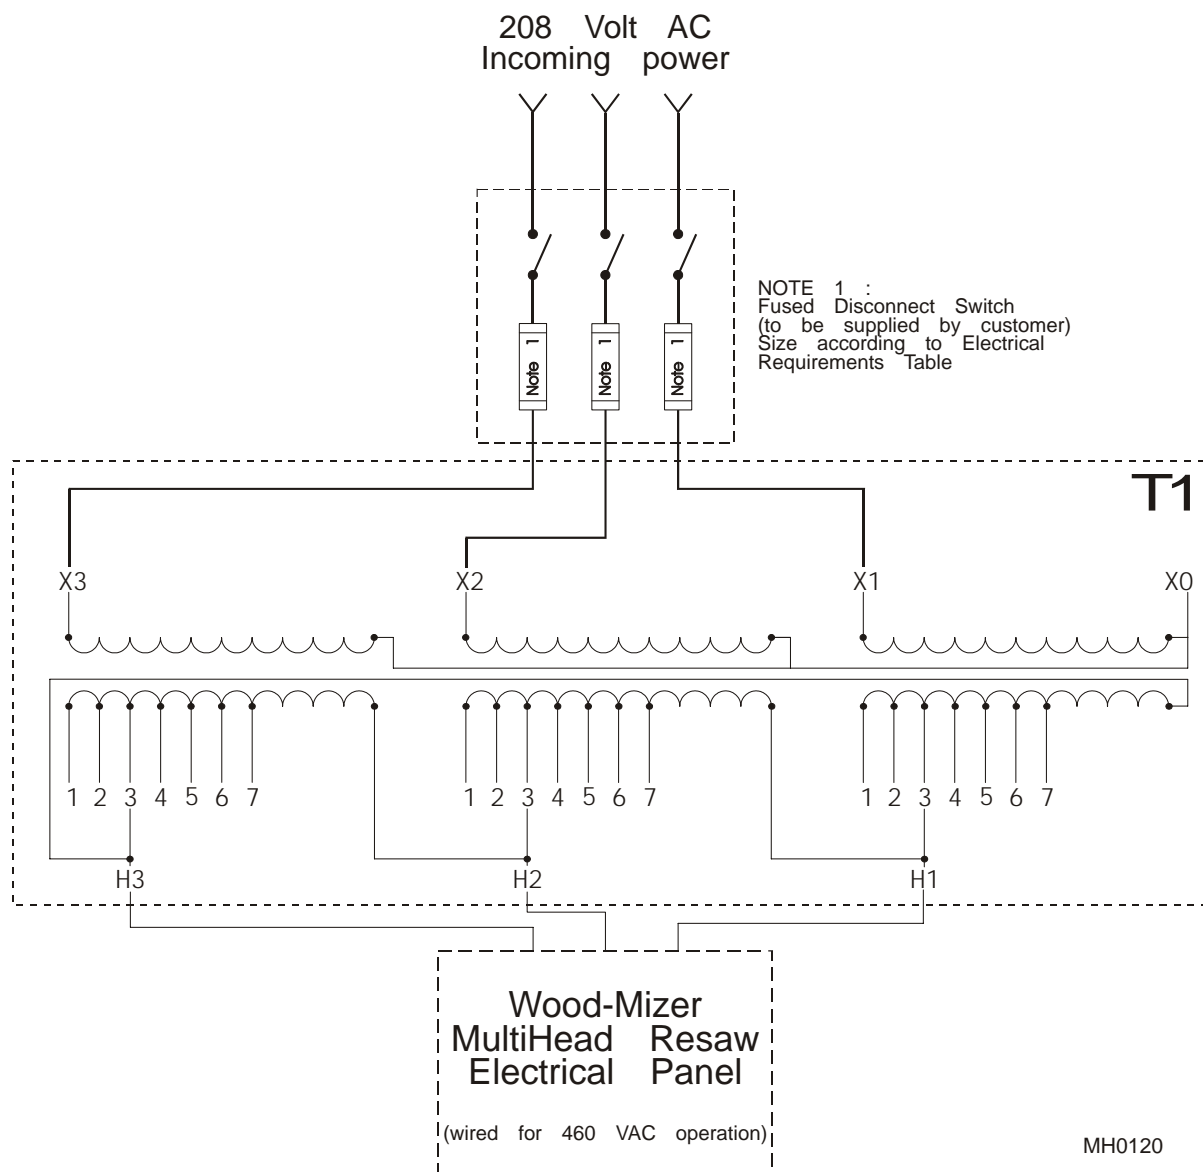 208 Volt AC
Incoming power
NOTE 1 :
Fused Disconnect Switch
(to be supplied by customer)
Size according to Electrical
Requirements Table
Note 1
Note 1
Note 1
T1
X3
X2
X1
X0
1 2 3 4 5 6 7
1 2 3 4 5 6 7
1 2 3 4 5 6 7
H3
H2
H1
Wood-Mizer
MultiHead Resaw
Electrical Panel
(wired for 460 VAC operation)
MH0120